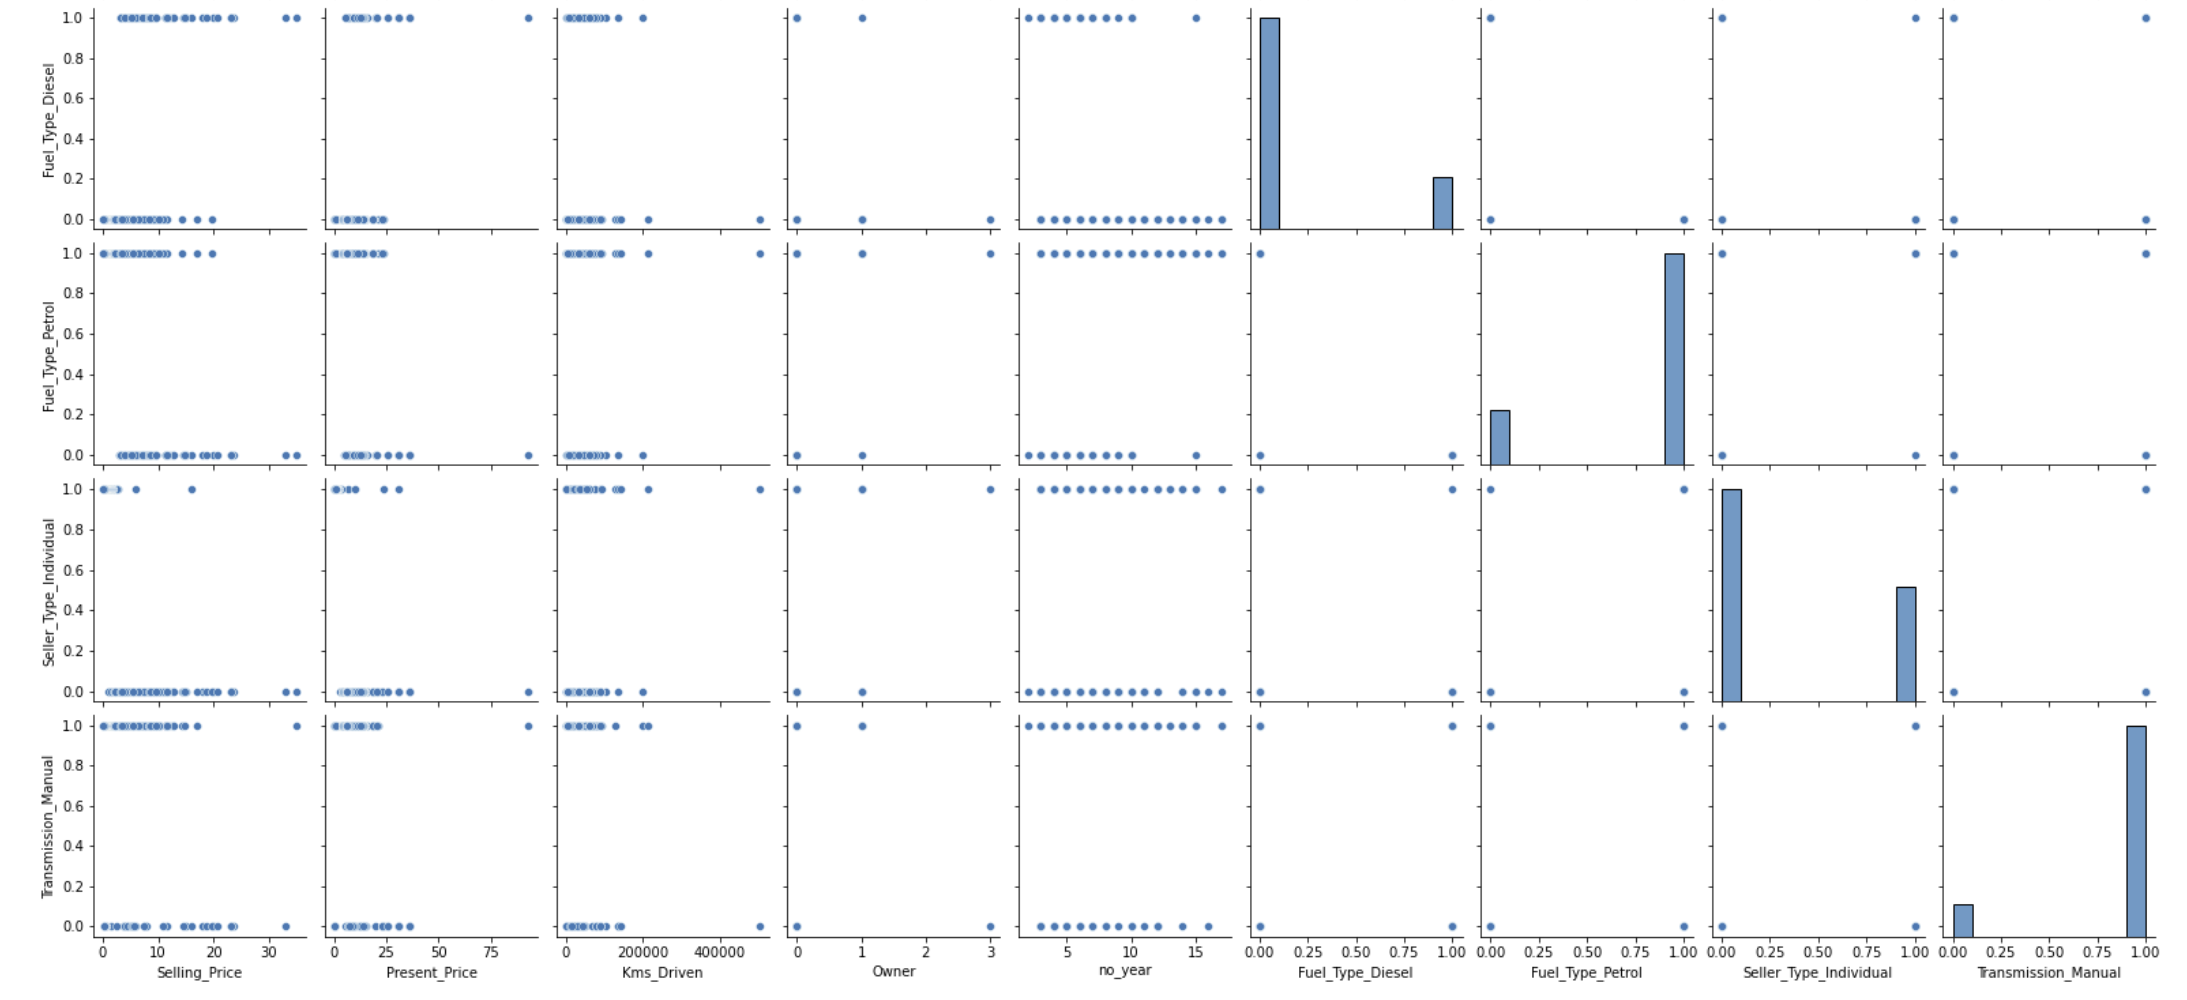 1.0
0.8
0.6
0.4
0.2
0.0
Fuel_Type_Diesel
1.0
0.8
0.6
0.4
0.2
0.0
Fuel_Type_Petrol
1.0
0.8
0.6
0.4
0.2
0.0
Seller_Type_Individual
1.0
0.8
0.6
0.4
0.2
0.0
Transmission_Manual
0 10 20 30
0 25 50 75
0 200000 400000
0 1 2 3
5 10 15
0.00 0.25 0.50 0.75 1.00
0.00 0.25 0.50 0.75 1.00
0.00 0.25 0.50 0.75 1.00
0.00 0.25 0.50 0.75 1.00
Selling_Price
Present_Price
Kms_Driven
Owner
no_year
Fuel_Type_Diesel
Fuel_Type_Petrol
Seller_Type_Individual
Transmission_Manual